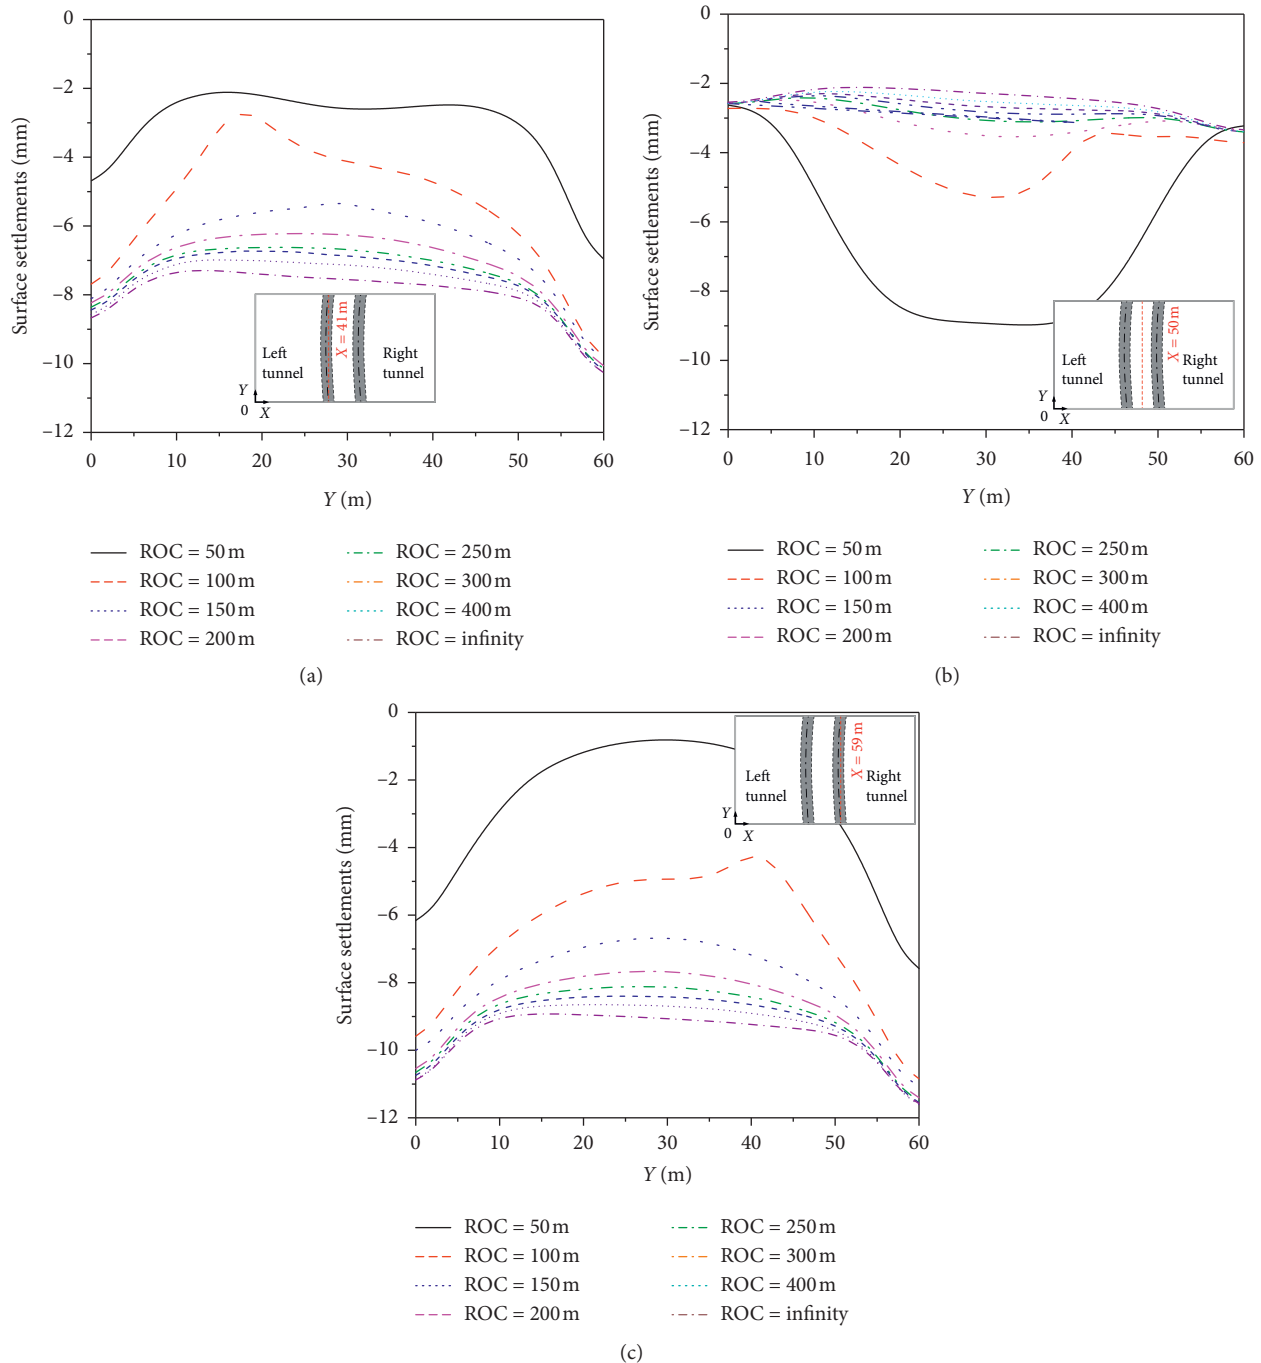 0
−2
−4
−6
−8
−10
−12
Surface settlements (mm)
0 10 20 30 40 50 60
Y (m)
Left tunnel
Right tunnel
X = 41 m
Y
0 X
ROC = 50 m
ROC = 100 m
ROC = 150 m
ROC = 200 m
ROC = 250 m
ROC = 300 m
ROC = 400 m
ROC = infinity
(a)
0
−2
−4
−6
−8
−10
−12
Surface settlements (mm)
0 10 20 30 40 50 60
Y (m)
Left tunnel
Right tunnel
X = 50 m
Y
0 X
ROC = 50 m
ROC = 100 m
ROC = 150 m
ROC = 200 m
ROC = 250 m
ROC = 300 m
ROC = 400 m
ROC = infinity
(b)
0
−2
−4
−6
−8
−10
−12
Surface settlements (mm)
0 10 20 30 40 50 60
Y (m)
Left tunnel
Right tunnel
X = 59 m
Y
0 X
ROC = 50 m
ROC = 100 m
ROC = 150 m
ROC = 200 m
ROC = 250 m
ROC = 300 m
ROC = 400 m
ROC = infinity
(c)